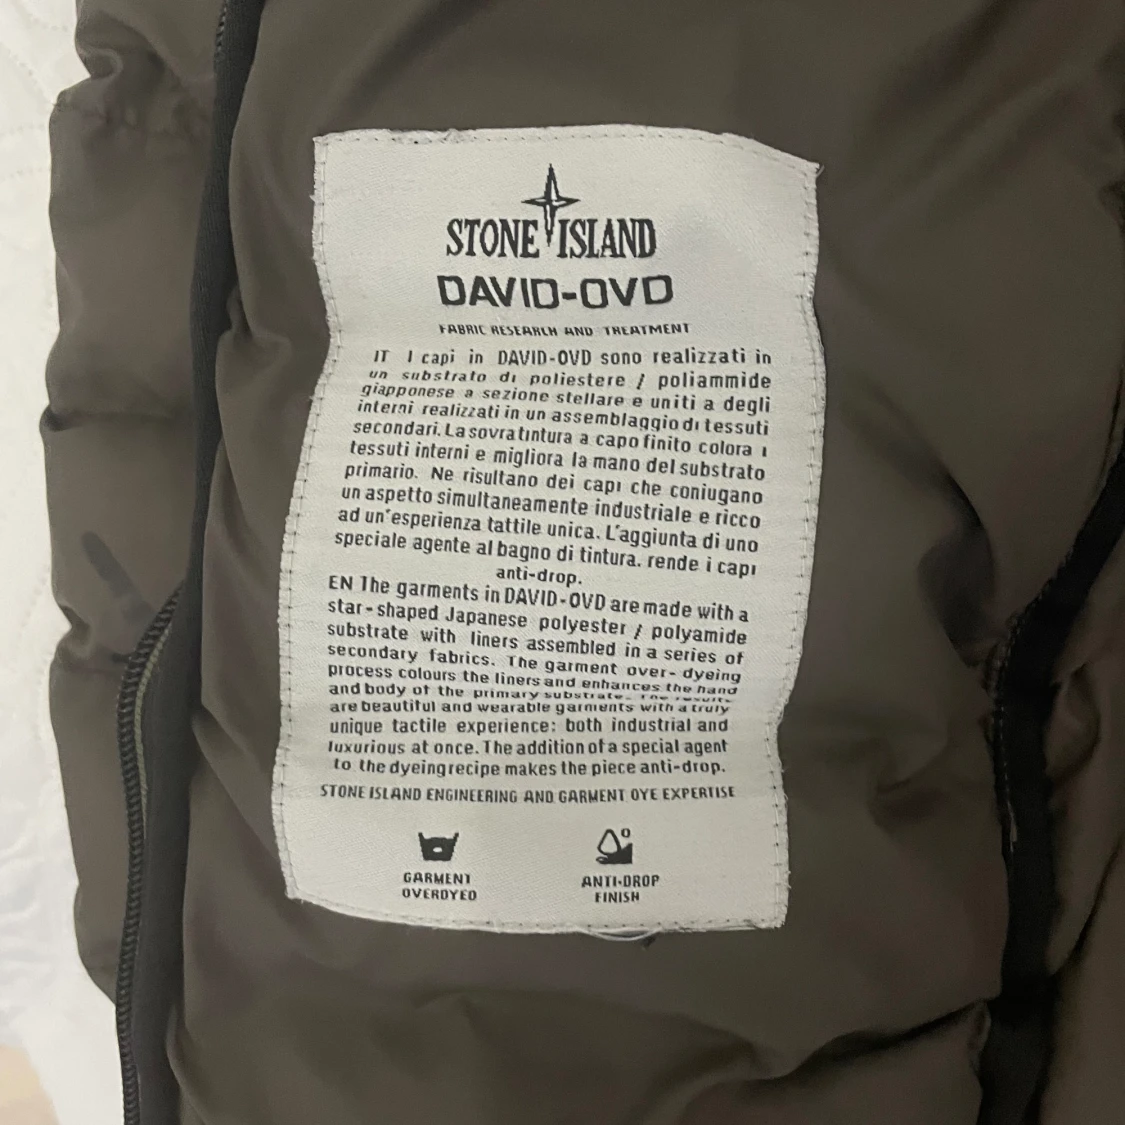 STONE ISLAND
DAVID-OVD
FABRIC RESEARCH AND TREATMENT
IT I capi in DAVID-OVD sono realizzati in
un substrato di poliestere / poliammide
giapponese a sezione stellare e uniti a degli
interni realizzati in un assemblaggio di tessuti
secondari. La sovratintura a capo finito colora i
tessuti interni e migliora la mano del substrato
primario. Ne risultano dei capi che coniugano
un aspetto simultaneamente industriale e ricco
ad un'esperienza tattile unica. L'aggiunta di uno
speciale agente al bagno di tintura. rende i capi
anti-drop.
EN The garments in DAVID-OVD are made with a
star-shaped Japanese polyester / polyamide
substrate with liners assembled in a series of
secondary fabrics. The garment over-dyeing
process colours the liners and enhances the hand
and body of the primary substrate. The results
are beautiful and wearable garments with a truly
unique tactile experience: both industrial and
luxurious at once. The addition of a special agent
to the dyeing recipe makes the piece anti-drop.
STONE ISLAND ENGINEERING AND GARMENT DYE EXPERTISE
GARMENT
OVERDYED
ANTI-DROP
FINISH